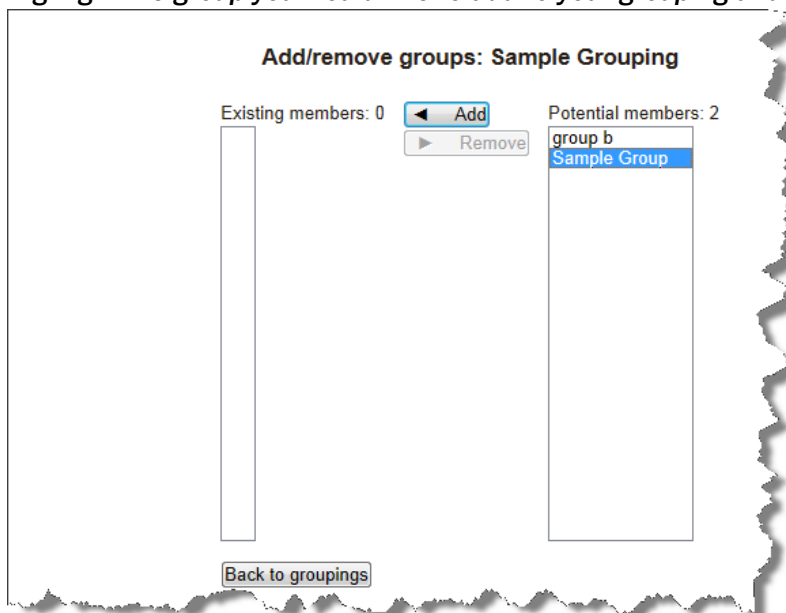 Add/remove groups: Sample Grouping
Existing members: 0
◄ Add
Potential members: 2
► Remove
group b
Sample Group
Back to groupings